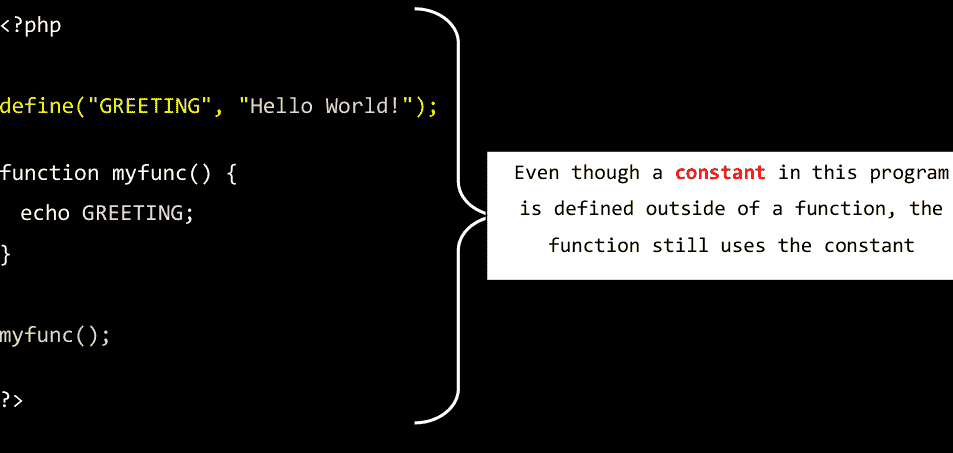 <?php
define("GREETING", "Hello World!");
function myfunc() {
echo GREETING;
}
myfunc();
?>
Even though a constant in this program
is defined outside of a function, the
function still uses the constant